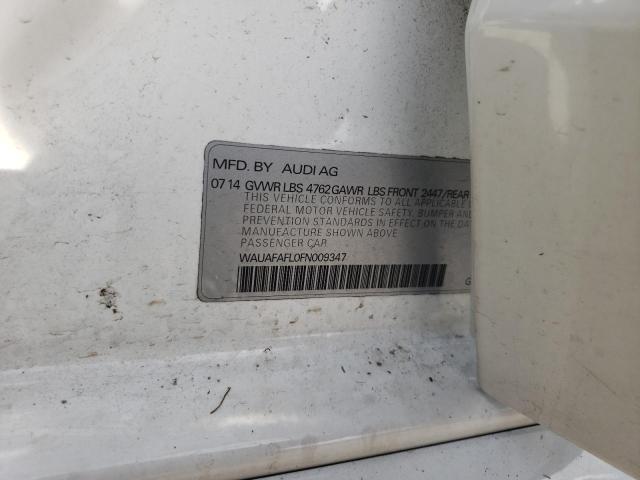 MFD. BY AUDI AG
07 14 GVWR LBS 4762 GAWR LBS FRONT 2447/REAR
THIS VEHICLE CONFORMS TO ALL APPLICABLE
FEDERAL MOTOR VEHICLE SAFETY, BUMPER AND
PREVENTION STANDARDS IN EFFECT ON THE DA
MANUFACTURE SHOWN ABOVE
PASSENGER CAR
WAUAFAFL0FN009347